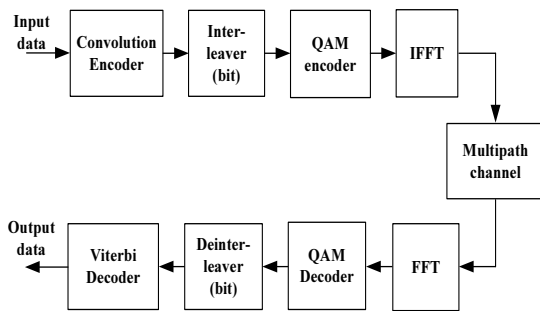 Input
data
Convolution
Encoder
Inter-
leaver
(bit)
QAM
encoder
IFFT
Multipath
channel
Output
data
Viterbi
Decoder
Deinter-
leaver
(bit)
QAM
Decoder
FFT